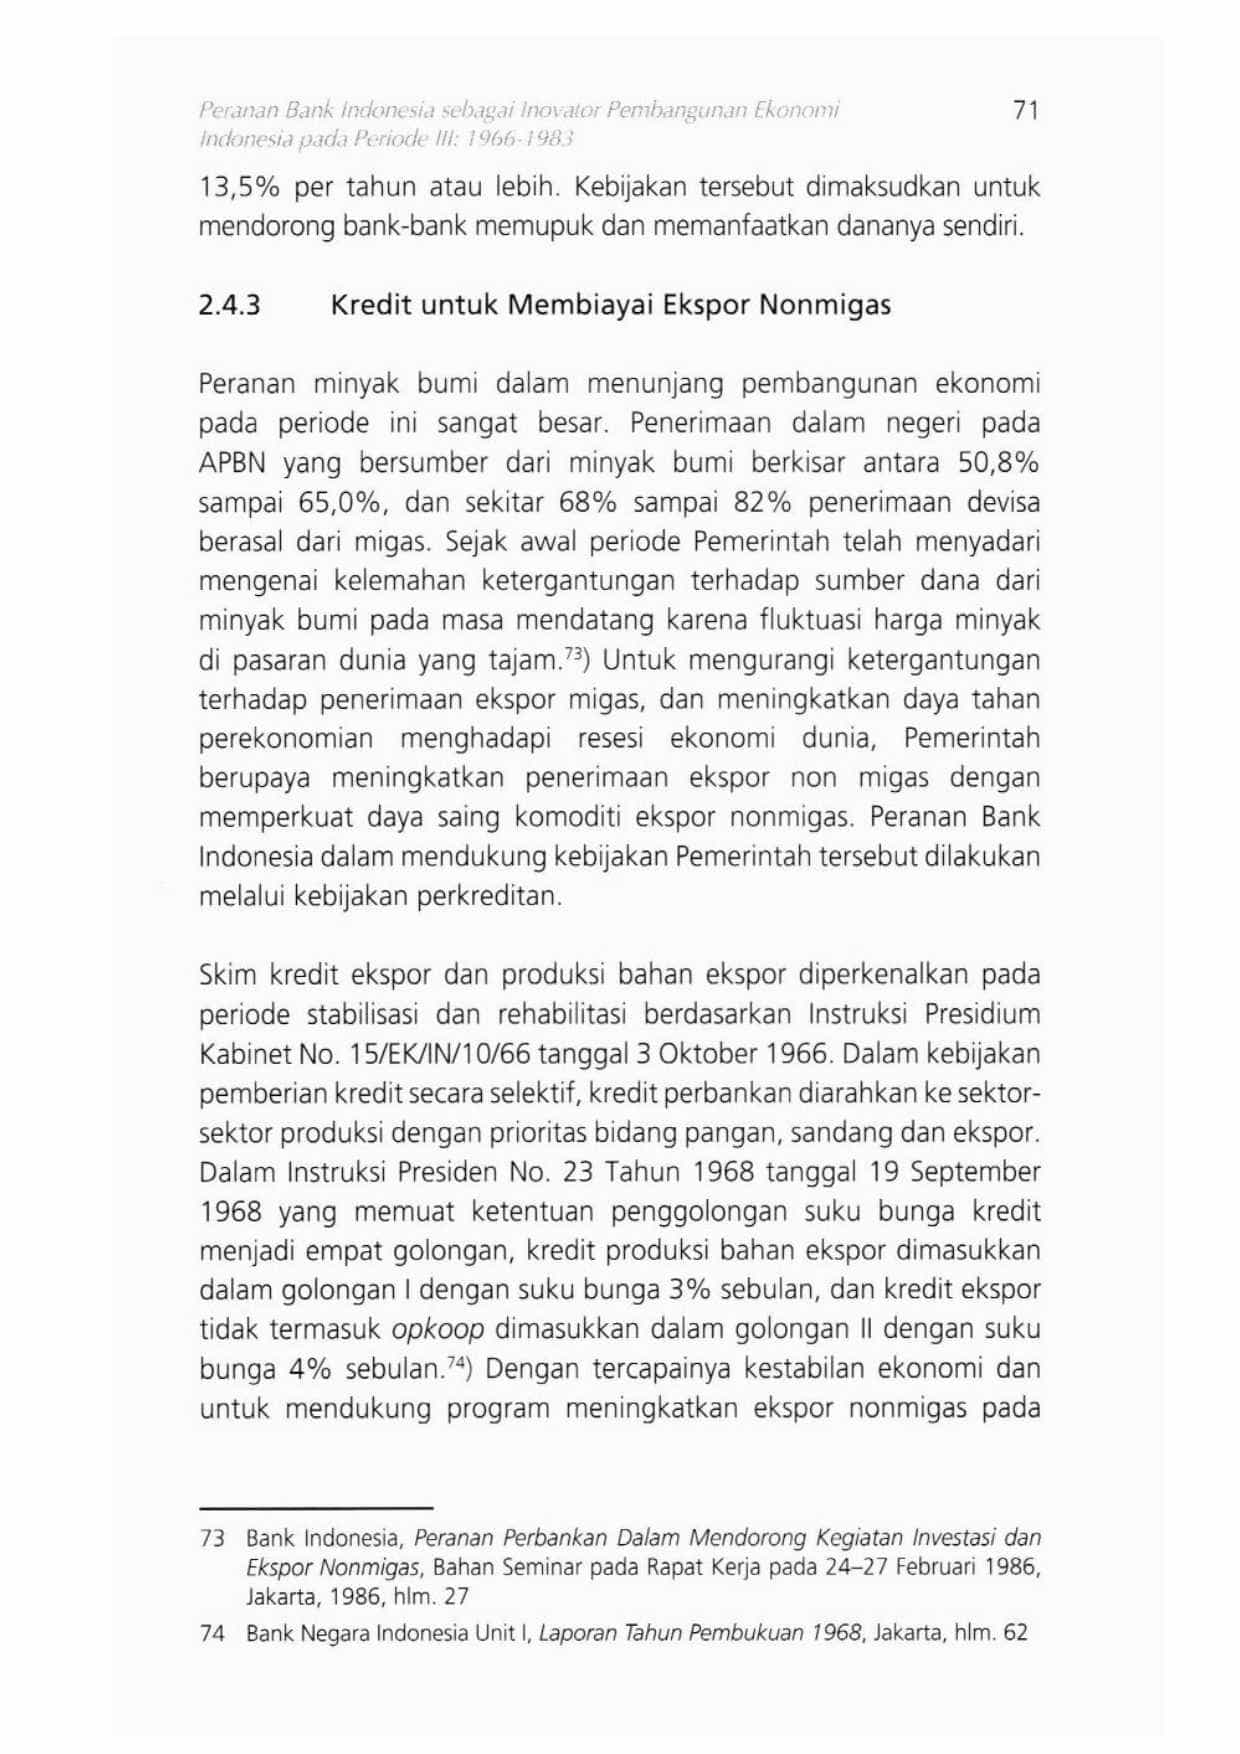 Peranan Bank Indonesia sebagai Inovator Pembangunan Ekonomi 71
Indonesia pada Periode III: 1966-1983
13,5% per tahun atau lebih. Kebijakan tersebut dimaksudkan untuk
mendorong bank-bank memupuk dan memanfaatkan dananya sendiri.
2.4.3 Kredit untuk Membiayai Ekspor Nonmigas
Peranan minyak bumi dalam menunjang pembangunan ekonomi
pada periode ini sangat besar. Penerimaan dalam negeri pada
APBN yang bersumber dari minyak bumi berkisar antara 50,8%
sampai 65,0%, dan sekitar 68% sampai 82% penerimaan devisa
berasal dari migas. Sejak awal periode Pemerintah telah menyadari
mengenai kelemahan ketergantungan terhadap sumber dana dari
minyak bumi pada masa mendatang karena fluktuasi harga minyak
di pasaran dunia yang tajam.73) Untuk mengurangi ketergantungan
terhadap penerimaan ekspor migas, dan meningkatkan daya tahan
perekonomian menghadapi resesi ekonomi dunia, Pemerintah
berupaya meningkatkan penerimaan ekspor non migas dengan
memperkuat daya saing komoditi ekspor nonmigas. Peranan Bank
Indonesia dalam mendukung kebijakan Pemerintah tersebut dilakukan
melalui kebijakan perkreditan.
Skim kredit ekspor dan produksi bahan ekspor diperkenalkan pada
periode stabilisasi dan rehabilitasi berdasarkan Instruksi Presidium
Kabinet No. 15/EK/IN/10/66 tanggal 3 Oktober 1966. Dalam kebijakan
pemberian kredit secara selektif, kredit perbankan diarahkan ke sektor-
sektor produksi dengan prioritas bidang pangan, sandang dan ekspor.
Dalam Instruksi Presiden No. 23 Tahun 1968 tanggal 19 September
1968 yang memuat ketentuan penggolongan suku bunga kredit
menjadi empat golongan, kredit produksi bahan ekspor dimasukkan
dalam golongan I dengan suku bunga 3% sebulan, dan kredit ekspor
tidak termasuk opkoop dimasukkan dalam golongan II dengan suku
bunga 4% sebulan.74) Dengan tercapainya kestabilan ekonomi dan
untuk mendukung program meningkatkan ekspor nonmigas pada
73 Bank Indonesia, Peranan Perbankan Dalam Mendorong Kegiatan Investasi dan
Ekspor Nonmigas, Bahan Seminar pada Rapat Kerja pada 24–27 Februari 1986,
Jakarta, 1986, hlm. 27
74 Bank Negara Indonesia Unit I, Laporan Tahun Pembukuan 1968, Jakarta, hlm. 62